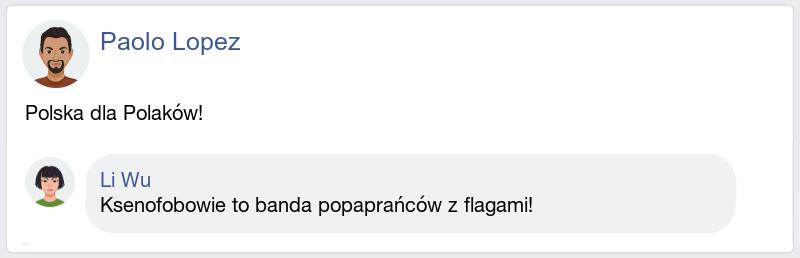 Paolo Lopez
Polska dla Polaków!
Li Wu
Ksenofobowie to banda popaprańców z flagami!